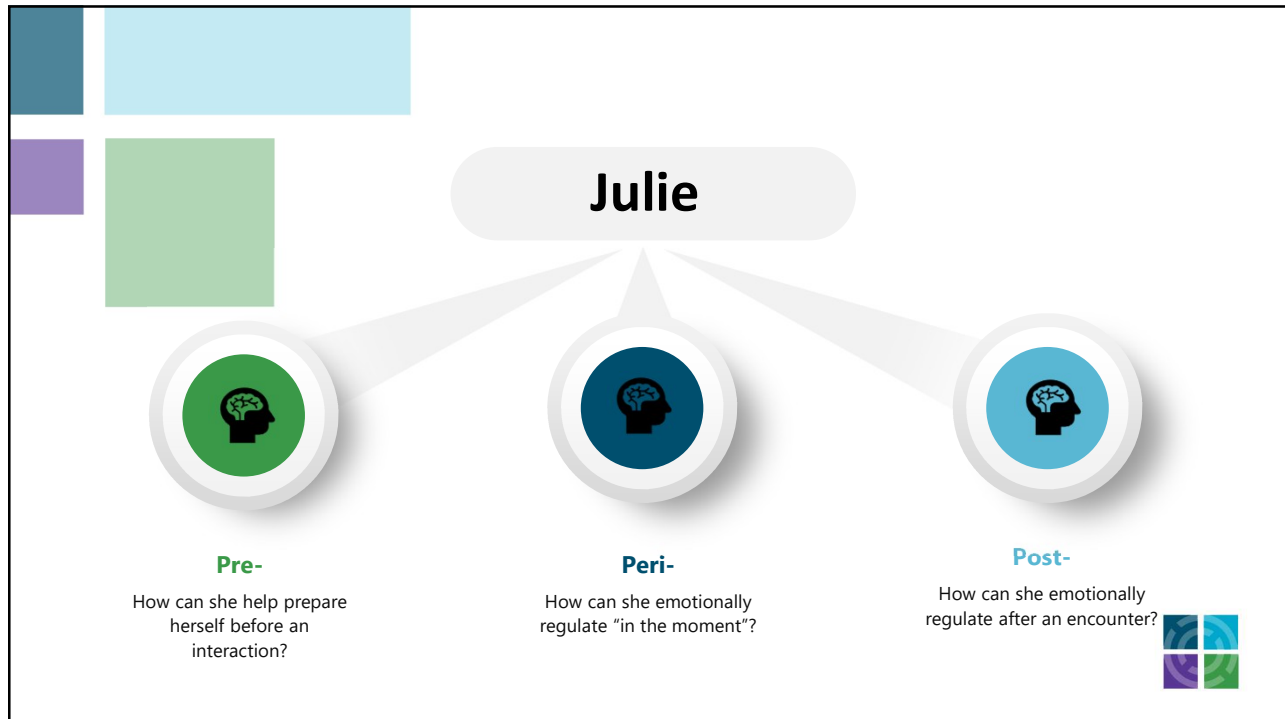 Julie
Pre-
How can she help prepare
herself before an
interaction?
Peri-
How can she emotionally
regulate “in the moment”?
Post-
How can she emotionally
regulate after an encounter?